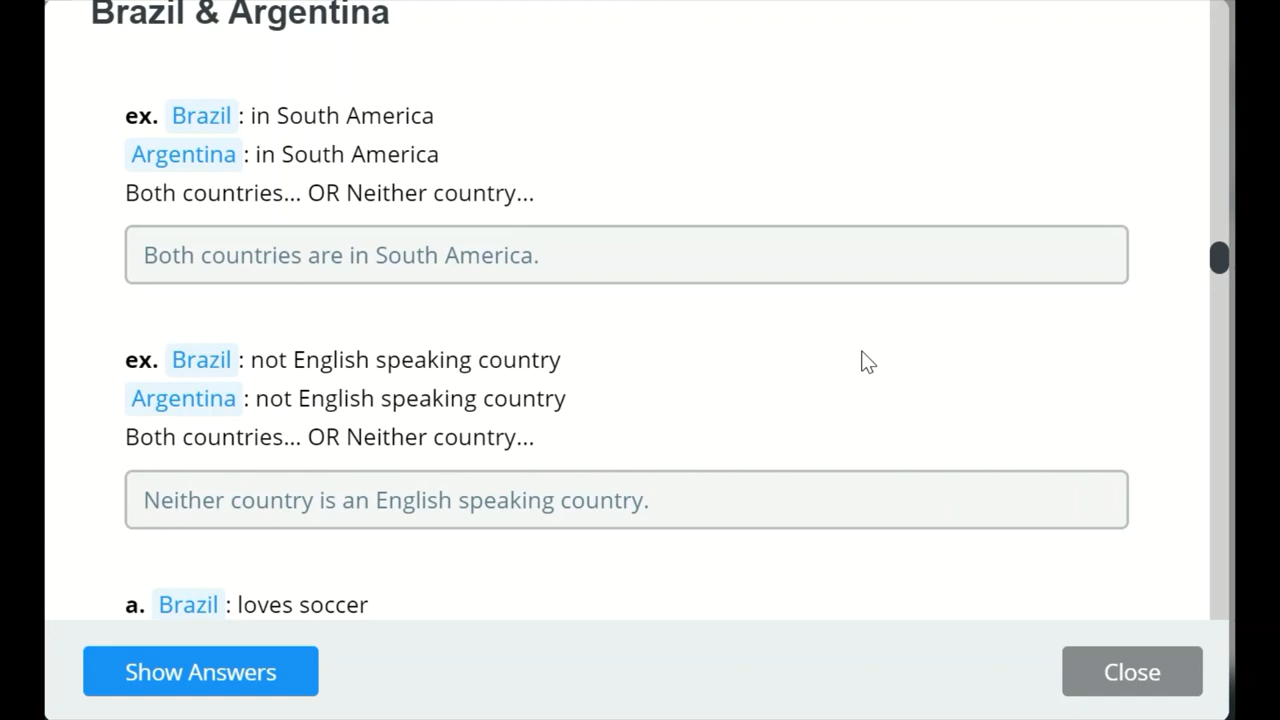 Brazil & Argentina
ex. Brazil : in South America
Argentina : in South America
Both countries... OR Neither country...
Both countries are in South America.
ex. Brazil : not English speaking country
Argentina : not English speaking country
Both countries... OR Neither country...
Neither country is an English speaking country.
a. Brazil : loves soccer
Show Answers
Close